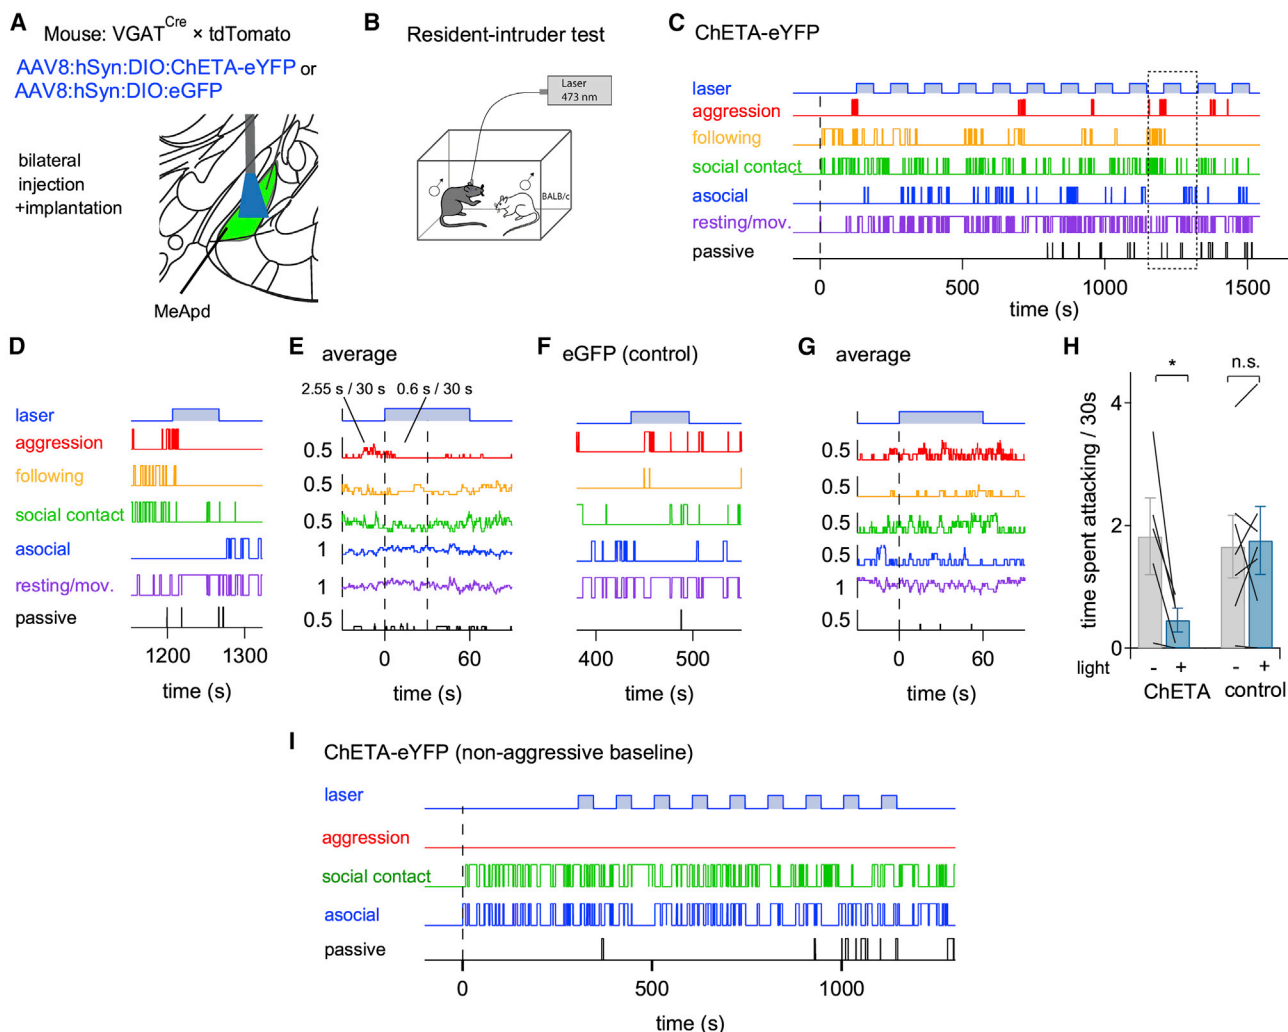 A
Mouse: VGATCre × tdTomato
AAV8:hSyn:DIO:ChETA-eYFP or
AAV8:hSyn:DIO:eGFP
bilateral
injection
+implantation
MeApd
B
Resident-intruder test
Laser
473 nm
BALB/c
C
ChETA-eYFP
laser
aggression
following
social contact
asocial
resting/mov.
passive
0
500
1000
1500
time (s)
D
laser
aggression
following
social contact
asocial
resting/mov.
passive
1200
1300
time (s)
E
average
2.55 s / 30 s
0.6 s / 30 s
0.5
0.5
0.5
1
1
0.5
0
60
time (s)
F
eGFP (control)
400
500
time (s)
G
average
0.5
0.5
0.5
0.5
1
0.5
0
60
time (s)
H
*
n.s.
time spent attacking / 30s
4
2
0
light
-
+
-
+
ChETA
control
I
ChETA-eYFP (non-aggressive baseline)
laser
aggression
social contact
asocial
passive
0
500
1000
time (s)